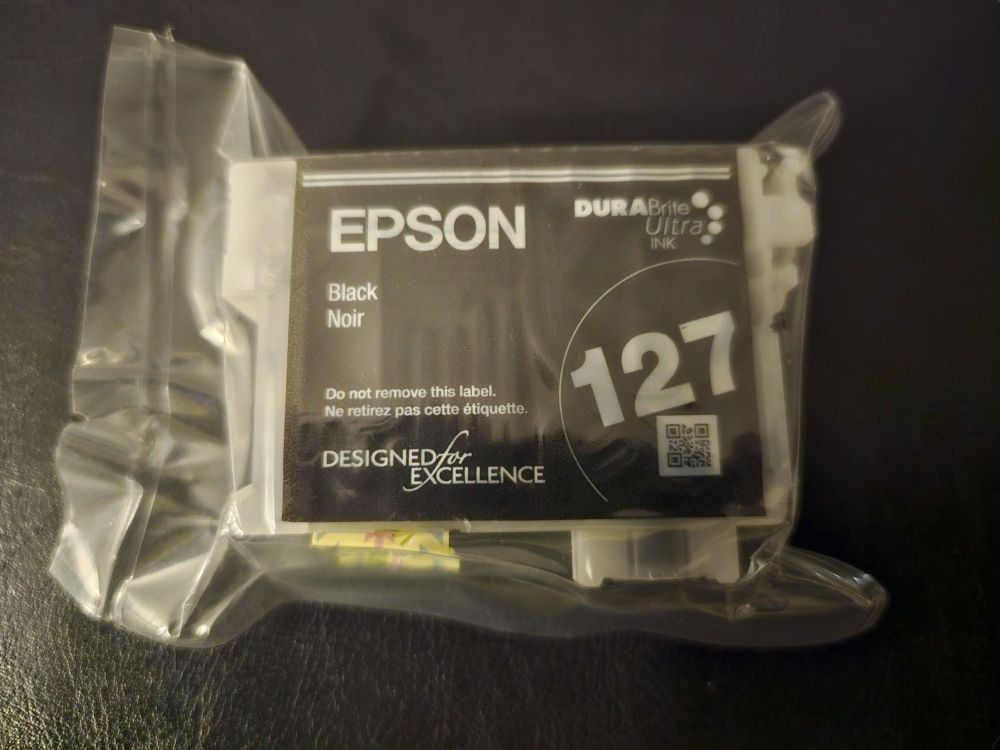 EPSON
DURABrite
Ultra
INK
Black
Noir
127
Do not remove this label.
Ne retirez pas cette étiquette.
DESIGNED for
EXCELLENCE